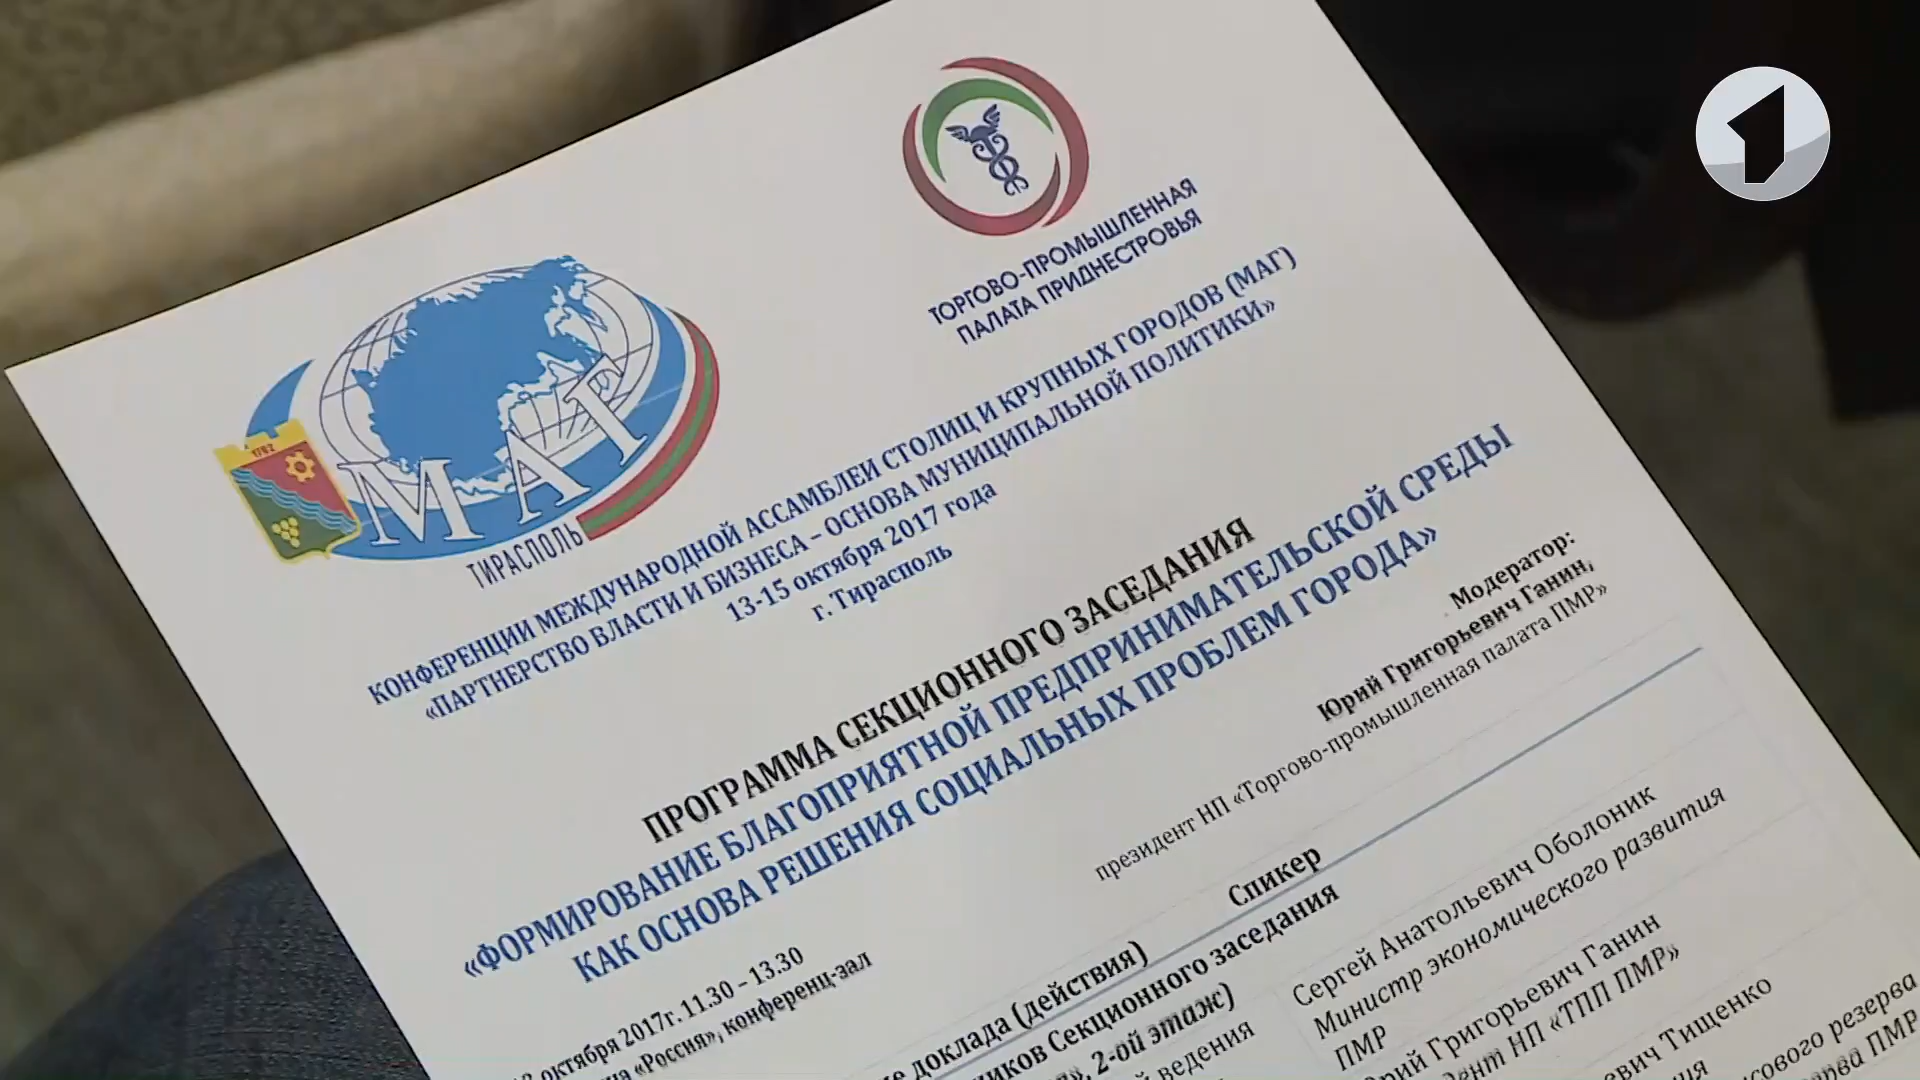 1792
МАГ
ТИРАСПОЛЬ
ТОРГОВО-ПРОМЫШЛЕННАЯ
ПАЛАТА ПРИДНЕСТРОВЬЯ
КОНФЕРЕНЦИИ МЕЖДУНАРОДНОЙ АССАМБЛЕИ СТОЛИЦ И КРУПНЫХ ГОРОДОВ (МАГ)
«ПАРТНЕРСТВО ВЛАСТИ И БИЗНЕСА – ОСНОВА МУНИЦИПАЛЬНОЙ ПОЛИТИКИ»
13-15 октября 2017 года
г. Тирасполь
ПРОГРАММА СЕКЦИОННОГО ЗАСЕДАНИЯ
«ФОРМИРОВАНИЕ БЛАГОПРИЯТНОЙ ПРЕДПРИНИМАТЕЛЬСКОЙ СРЕДЫ
КАК ОСНОВА РЕШЕНИЯ СОЦИАЛЬНЫХ ПРОБЛЕМ ГОРОДА»
Модератор:
Юрий Григорьевич Ганин,
президент НП «Торгово-промышленная палата ПМР»
октября 2017г. 11.30 – 13.30
«Россия», конференц-зал
доклада (действия)
Спикер
Секционного заседания
2-ой этаж)
ведения
Сергей Анатольевич Оболоник
Министр экономического развития
ПМР
Григорьевич Ганин
НП «ТПП ПМР»
Тищенко
резерва
ПМР
1